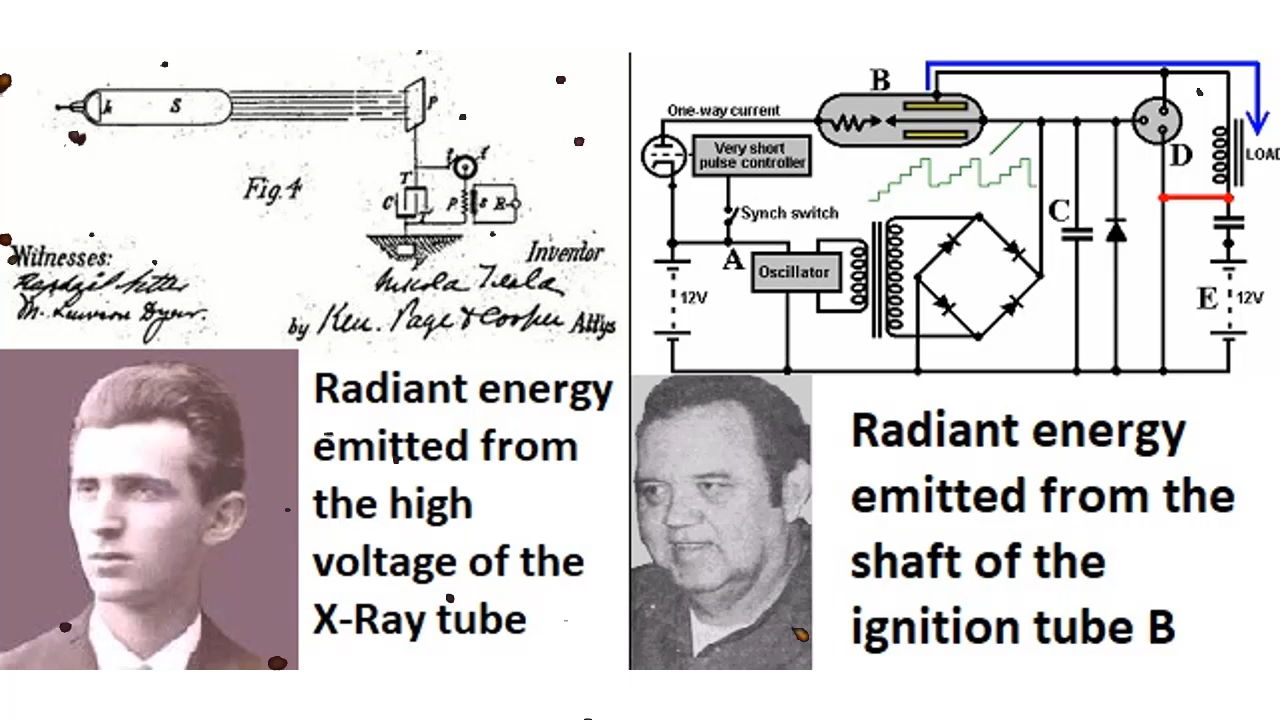 k S P
Fig. 4
T
C T' P S R
Witnesses:
Inventor
Nikola Tesla
by Kerr, Page & Cooper Attys
Radiant energy
emitted from
the high
voltage of the
X-Ray tube
B
One-way current
Very short
pulse controller
D
LOAD
Synch switch
C
A
Oscillator
12V
E 12V
Radiant energy
emitted from the
shaft of the
ignition tube B